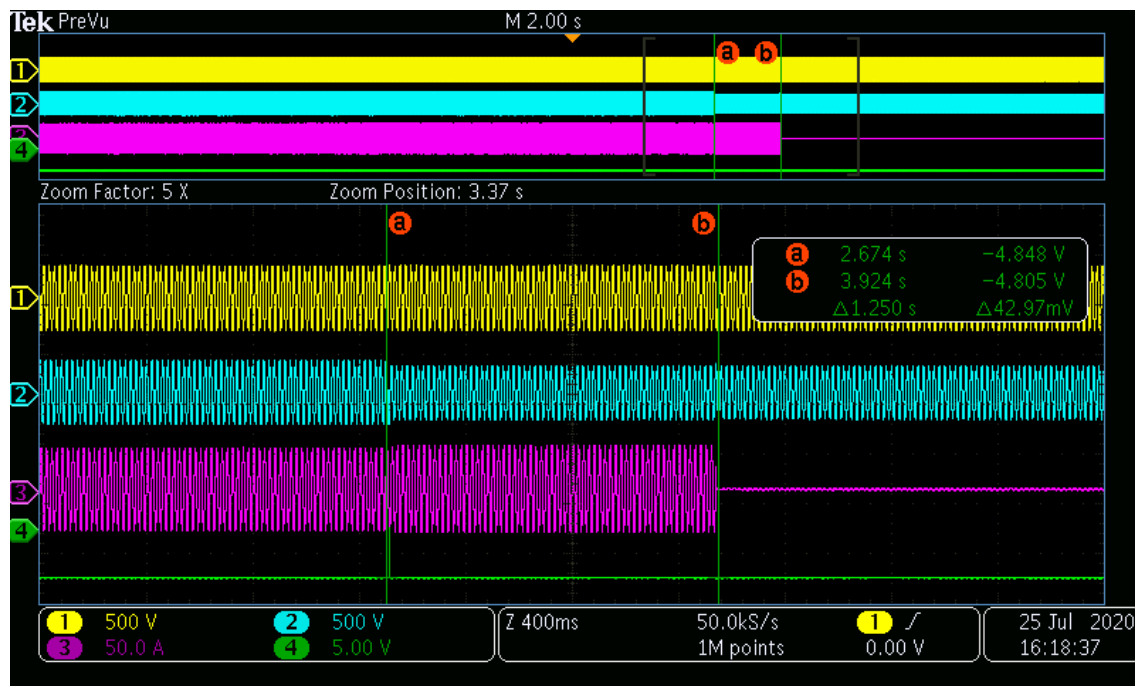 Tek PreVu M 2.00 s
a b
1
2
3
4
Zoom Factor: 5 X Zoom Position: 3.37 s
a b
a 2.674 s −4.848 V
b 3.924 s −4.805 V
△1.250 s △42.97mV
1
2
3
4
1 500 V 2 500 V Z 400ms 50.0kS/s 1 25 Jul 2020
3 50.0 A 4 5.00 V 1M points 0.00 V 16:18:37